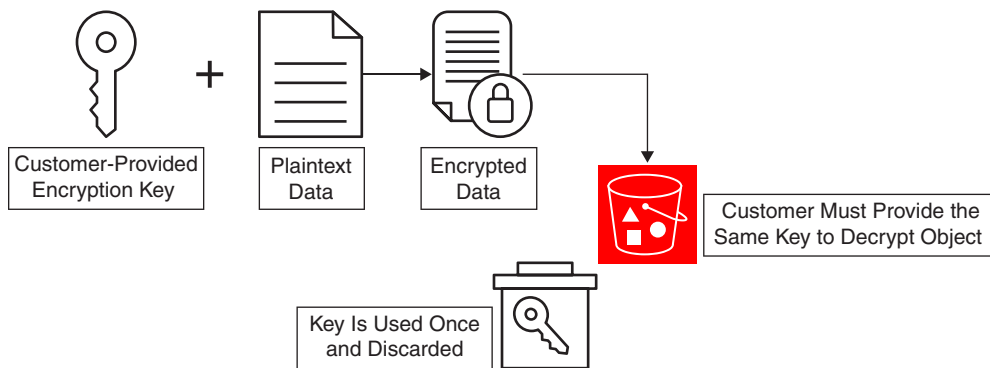 Customer-Provided
Encryption Key
Plaintext
Data
Encrypted
Data
Customer Must Provide the
Same Key to Decrypt Object
Key Is Used Once
and Discarded